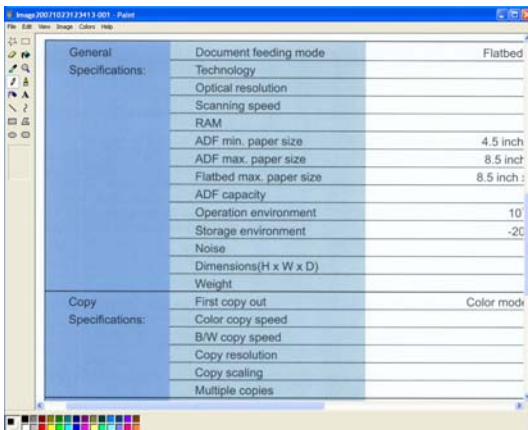 Image20071023123413-001 - Paint
File Edit View Image Colors Help
General Document feeding mode Flatbed
Specifications: Technology
Optical resolution
Scanning speed
RAM
ADF min. paper size 4.5 inch
ADF max. paper size 8.5 inch
Flatbed max. paper size 8.5 inch x
ADF capacity
Operation environment 10
Storage environment -20
Noise
Dimensions(H x W x D)
Weight
Copy First copy out Color mode
Specifications: Color copy speed
B/W copy speed
Copy resolution
Copy scaling
Multiple copies